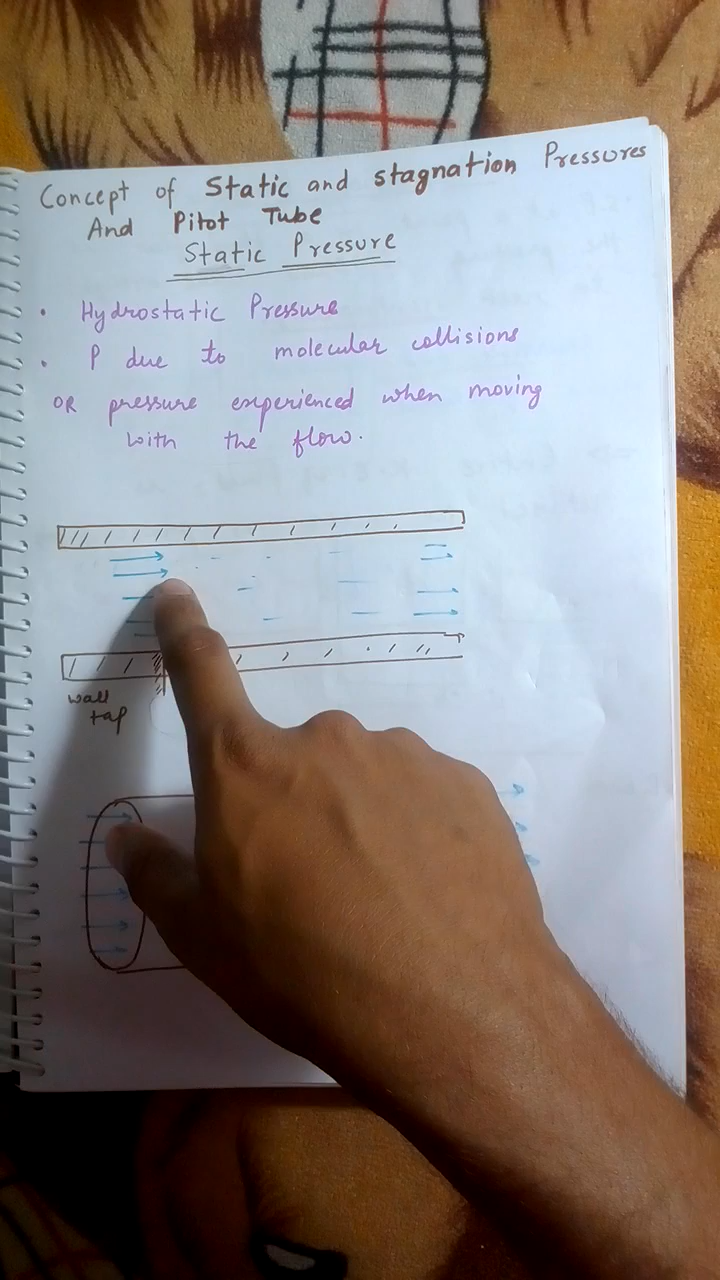 Concept of Static and stagnation Pressures
And Pitot Tube
Static Pressure
• Hydrostatic Pressure
• P due to molecular collisions
OR pressure experienced when moving
with the flow.
wall
tap